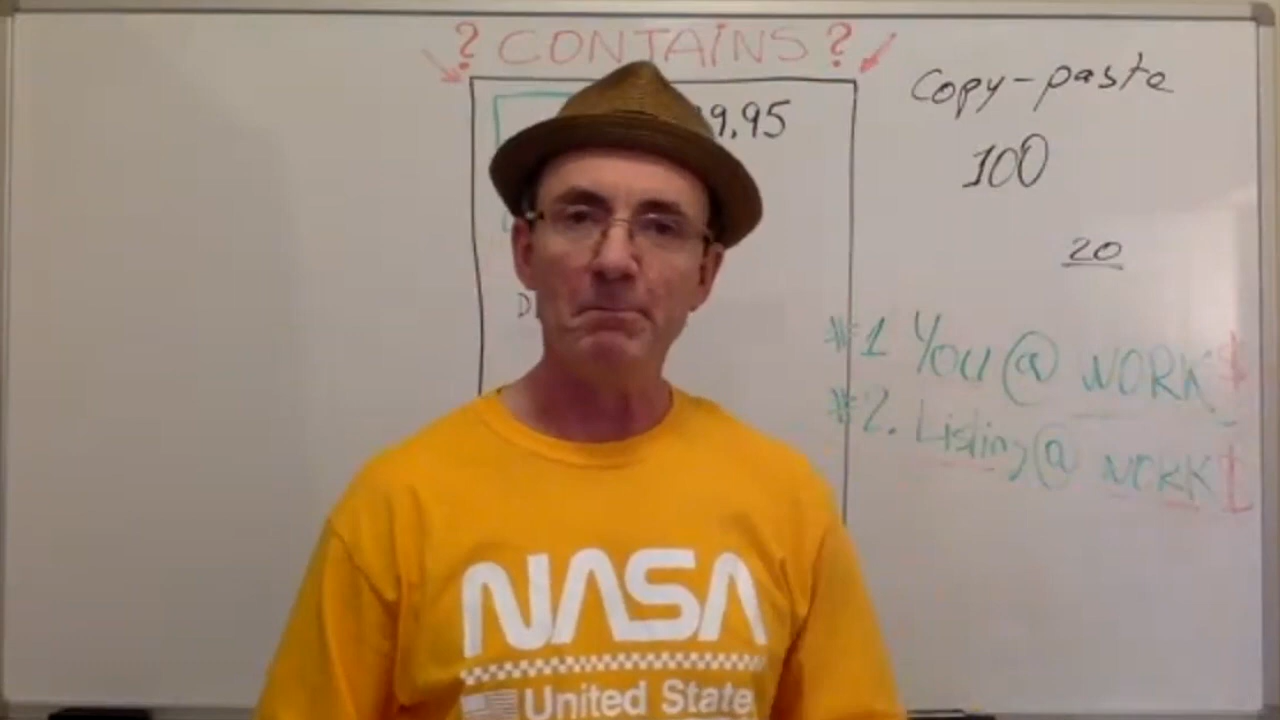 ? CONTAINS ?
9.95
Copy-paste
100
20
D
#1 You @ WORK $
#2. Listing @ WORK
NASA
United State